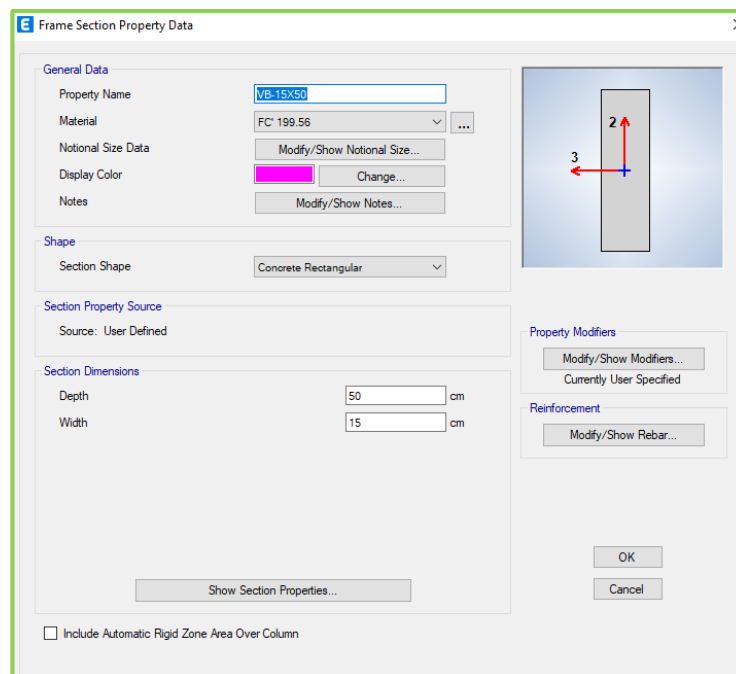 E Frame Section Property Data
General Data
Property Name VB-15X50
Material FC' 199.56 ...
Notional Size Data Modify/Show Notional Size...
Display Color Change...
Notes Modify/Show Notes...
2
3
Shape
Section Shape Concrete Rectangular
Section Property Source
Source: User Defined
Property Modifiers
Modify/Show Modifiers...
Currently User Specified
Section Dimensions
Depth 50 cm
Width 15 cm
Reinforcement
Modify/Show Rebar...
OK
Show Section Properties...
Cancel
Include Automatic Rigid Zone Area Over Column